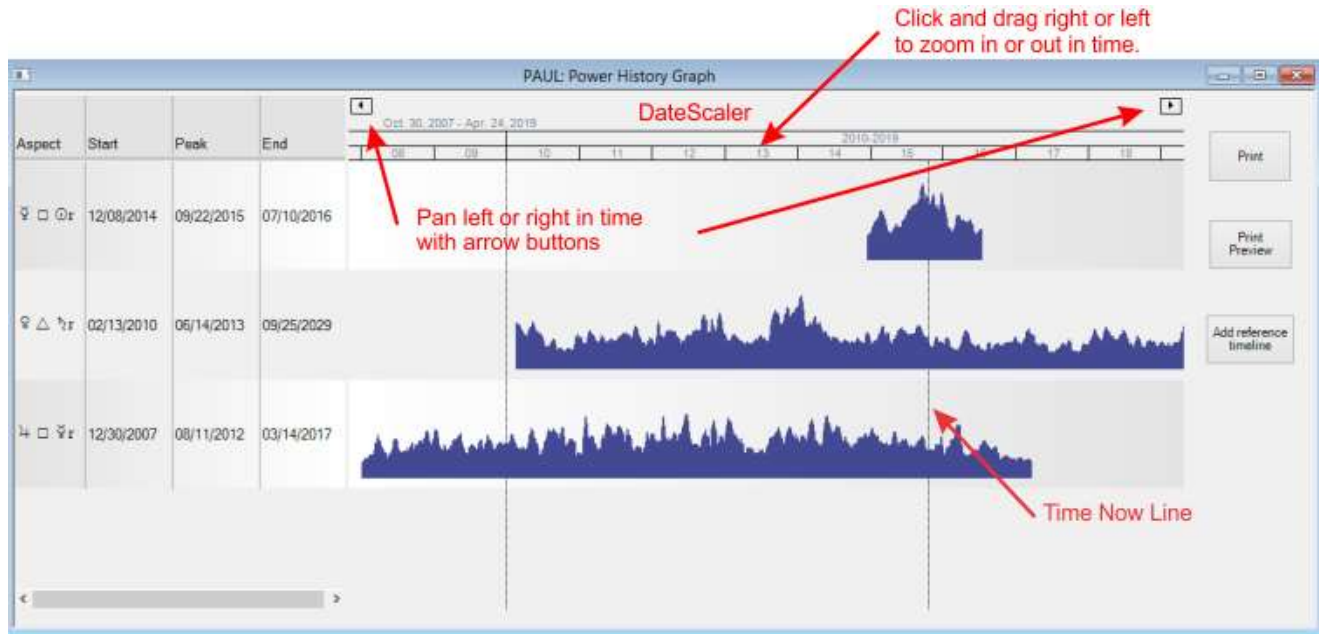 Click and drag right or left
to zoom in or out in time.
PAUL: Power History Graph
DateScaler
Oct. 30, 2007 - Apr. 24, 2019
Aspect Start Peak End
2010-2019
08 09 10 11 12 13 14 15 16 17 18
Print
☿ □ ☉r 12/08/2014 09/22/2015 07/10/2016
Pan left or right in time
with arrow buttons
Print
Preview
♀ △ ♄r 02/13/2010 06/14/2013 09/25/2029
Add reference
timeline
♃ □ ☿r 12/30/2007 08/11/2012 03/14/2017
Time Now Line